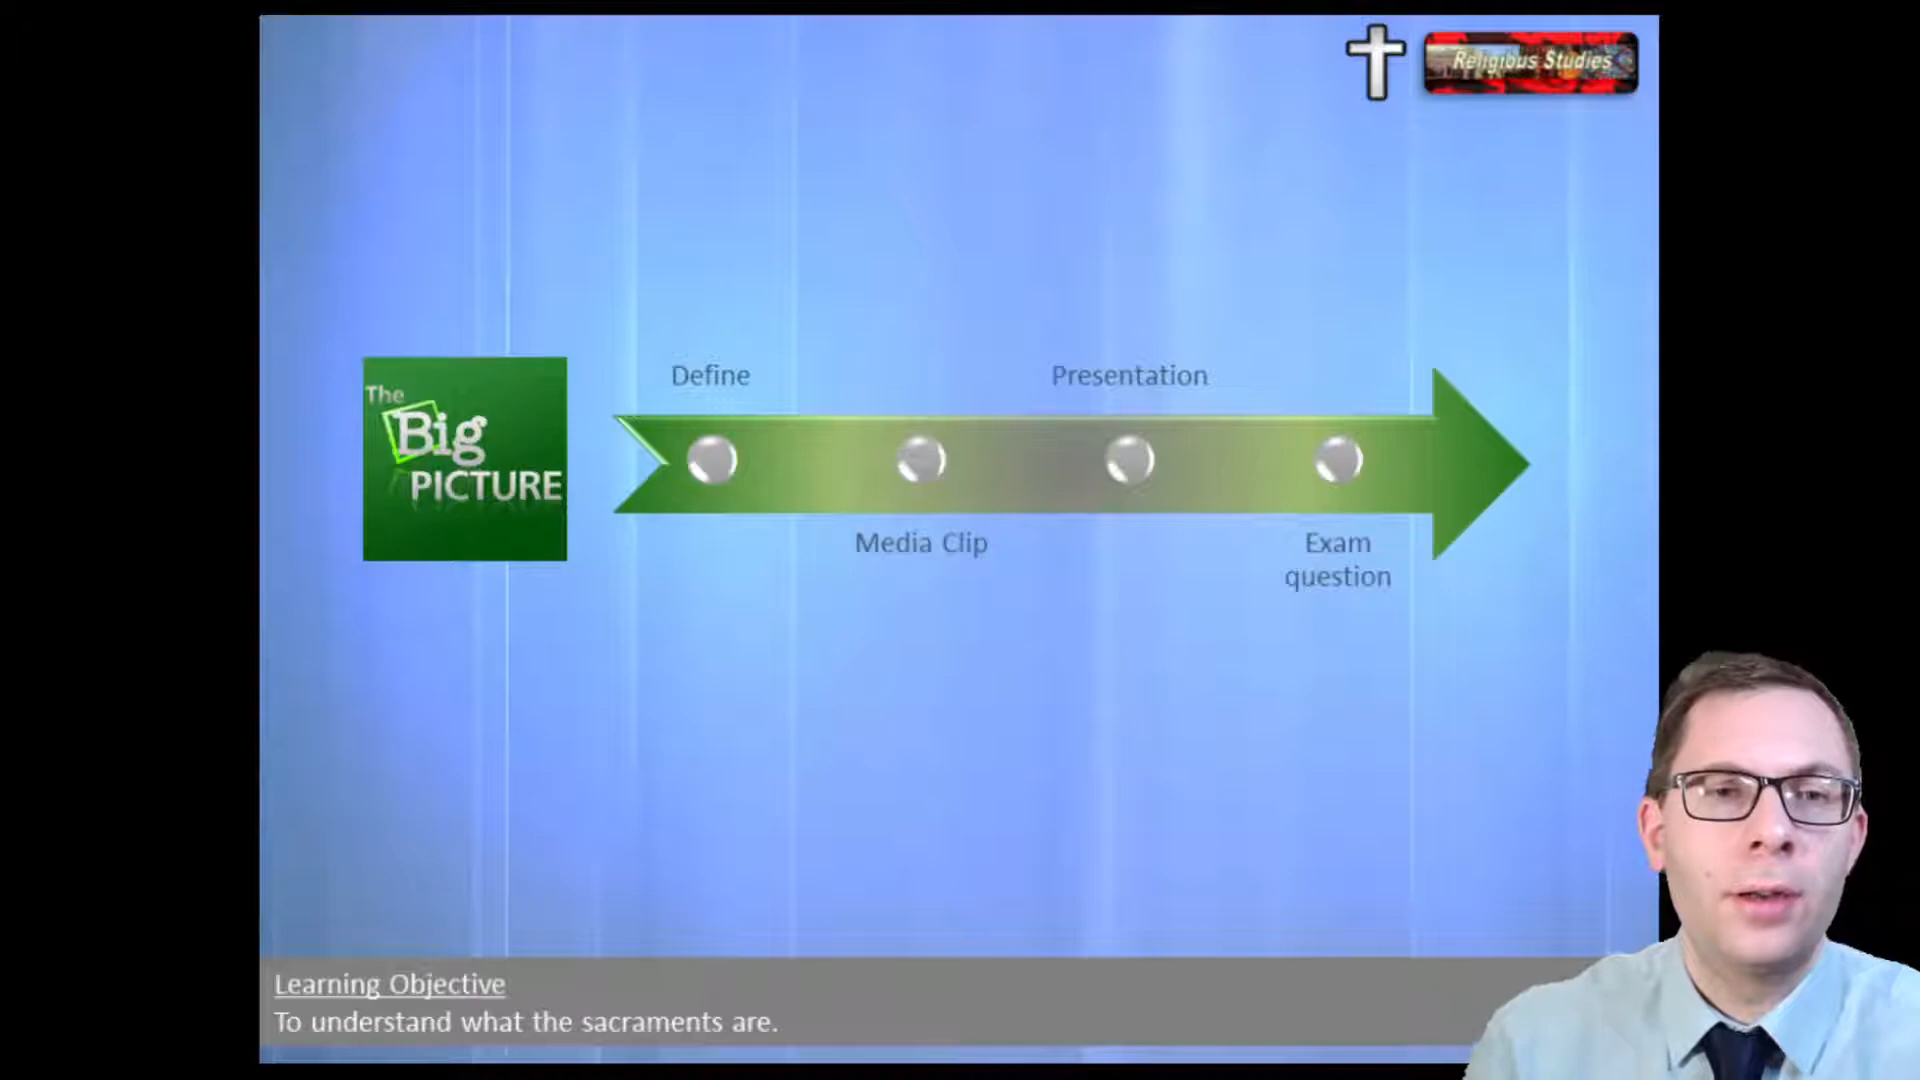 Religious Studies
Define
Presentation
The
Big
PICTURE
Media Clip
Exam
question
Learning Objective
To understand what the sacraments are.